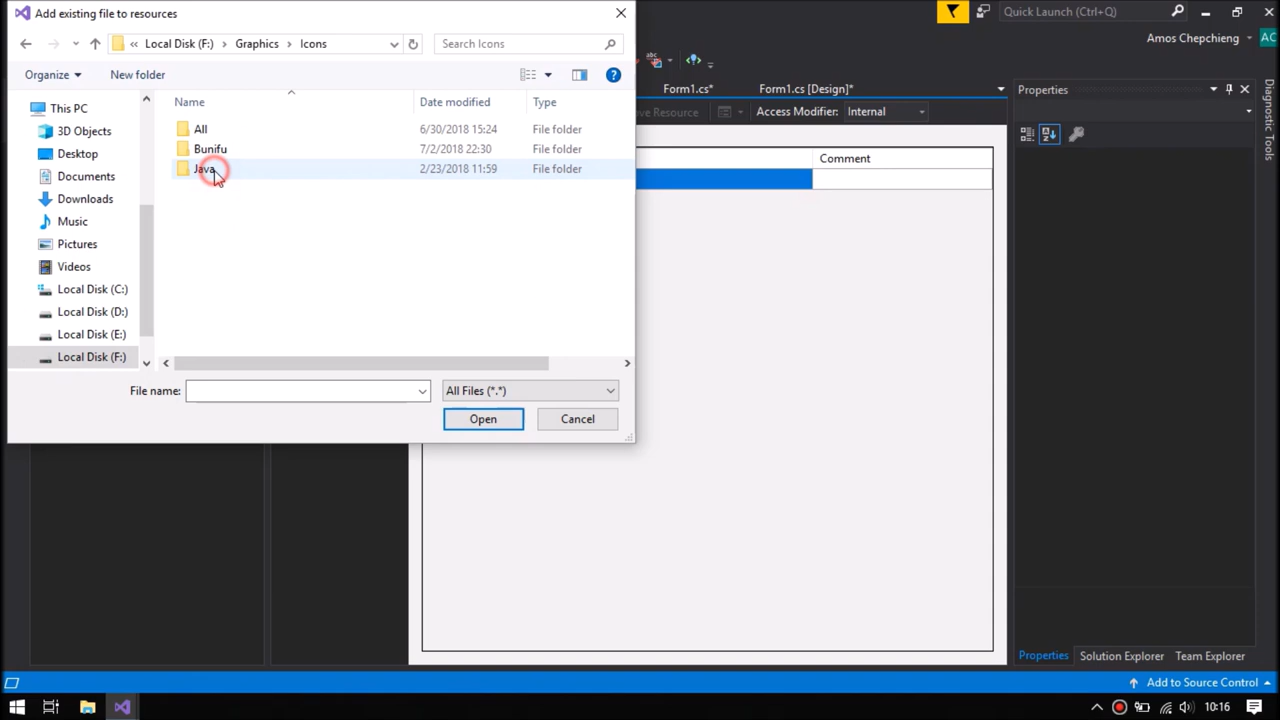 Add existing file to resources
Quick Launch (Ctrl+Q)
« Local Disk (F:) > Graphics > Icons
Search Icons
Amos Chepchieng
AC
Organize
New folder
Form1.cs*
Form1.cs [Design]*
Properties
Name
Date modified
Type
ve Resource
Access Modifier:
Internal
Diagnostic Tools
This PC
3D Objects
Desktop
Documents
Downloads
Music
Pictures
Videos
Local Disk (C:)
Local Disk (D:)
Local Disk (E:)
Local Disk (F:)
All
6/30/2018 15:24
File folder
Bunifu
7/2/2018 22:30
File folder
Java
2/23/2018 11:59
File folder
Comment
File name:
All Files (*.*)
Open
Cancel
Properties
Solution Explorer
Team Explorer
Add to Source Control
10:16